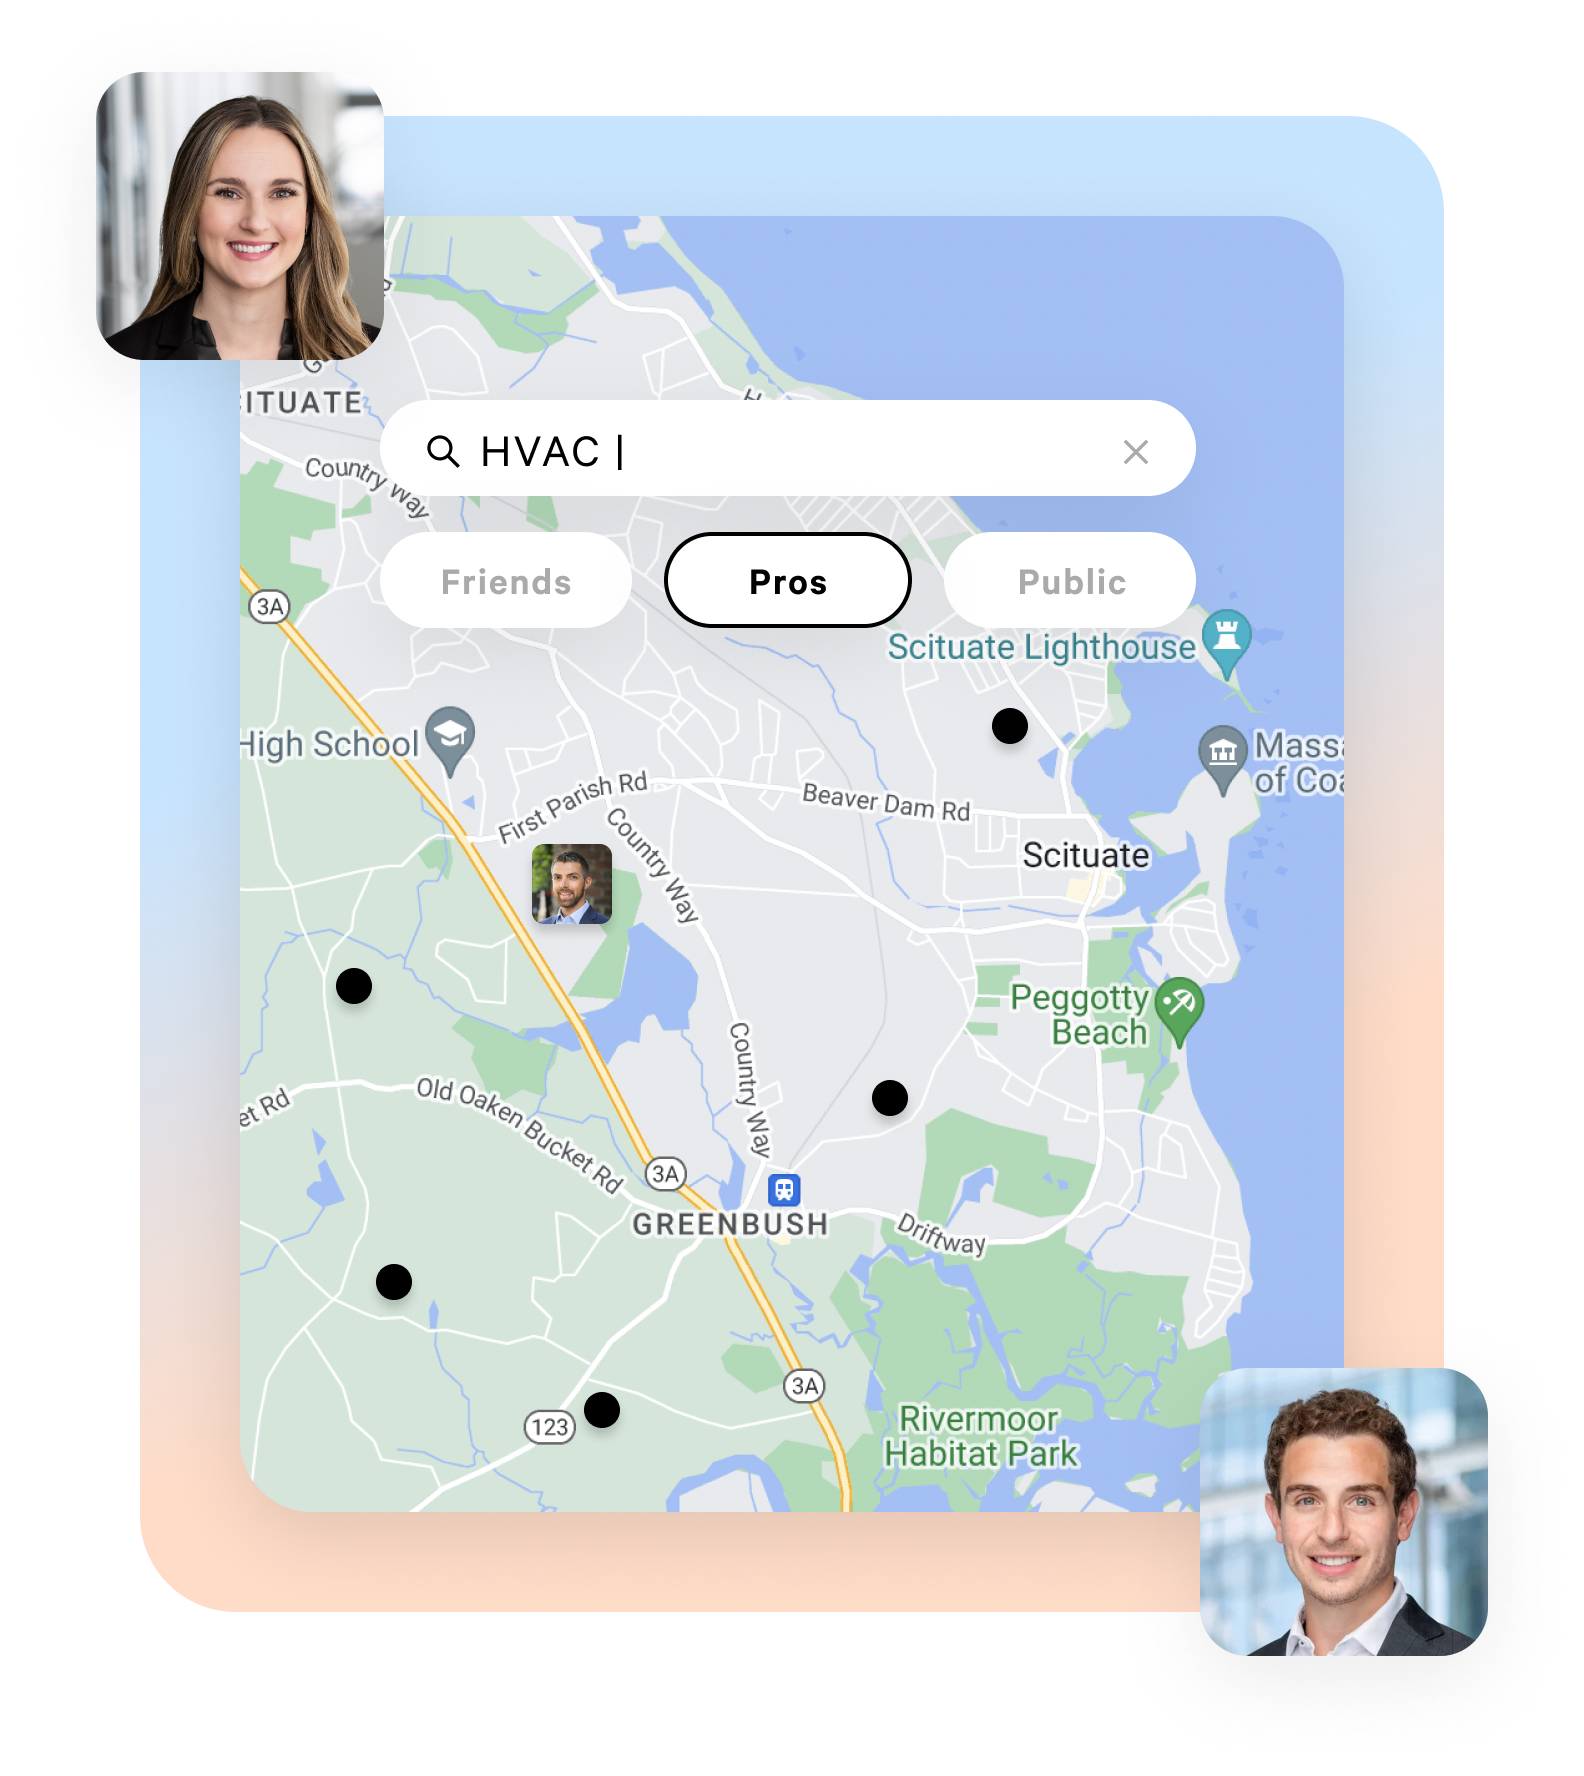 CITUATE
HVAC |
Country Way
Friends
Pros
Public
3A
Scituate Lighthouse
High School
Massa
of Coa
First Parish Rd
Beaver Dam Rd
Country Way
Scituate
Peggotty
Beach
Country Way
et Rd
Old Oaken Bucket Rd
3A
GREENBUSH
Driftway
3A
123
Rivermoor
Habitat Park